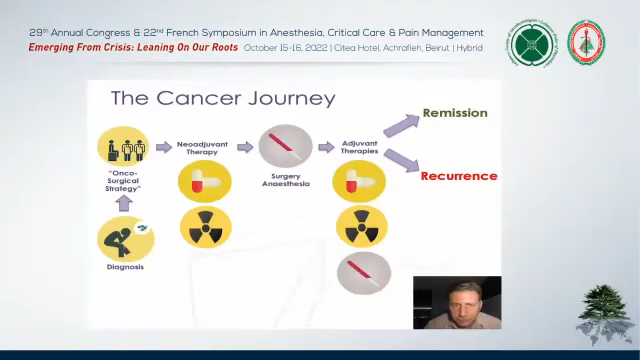 29th Annual Congress & 22nd French Symposium in Anesthesia, Critical Care & Pain Management
Emerging From Crisis: Leaning On Our Roots October 15-16, 2022 | Citea Hotel, Achrafieh, Beirut | Hybrid
The Cancer Journey
Remission
Neoadjuvant
Therapy
Adjuvant
Therapies
"Onco-
Surgical
Strategy"
Surgery
Anaesthesia
Recurrence
Diagnosis